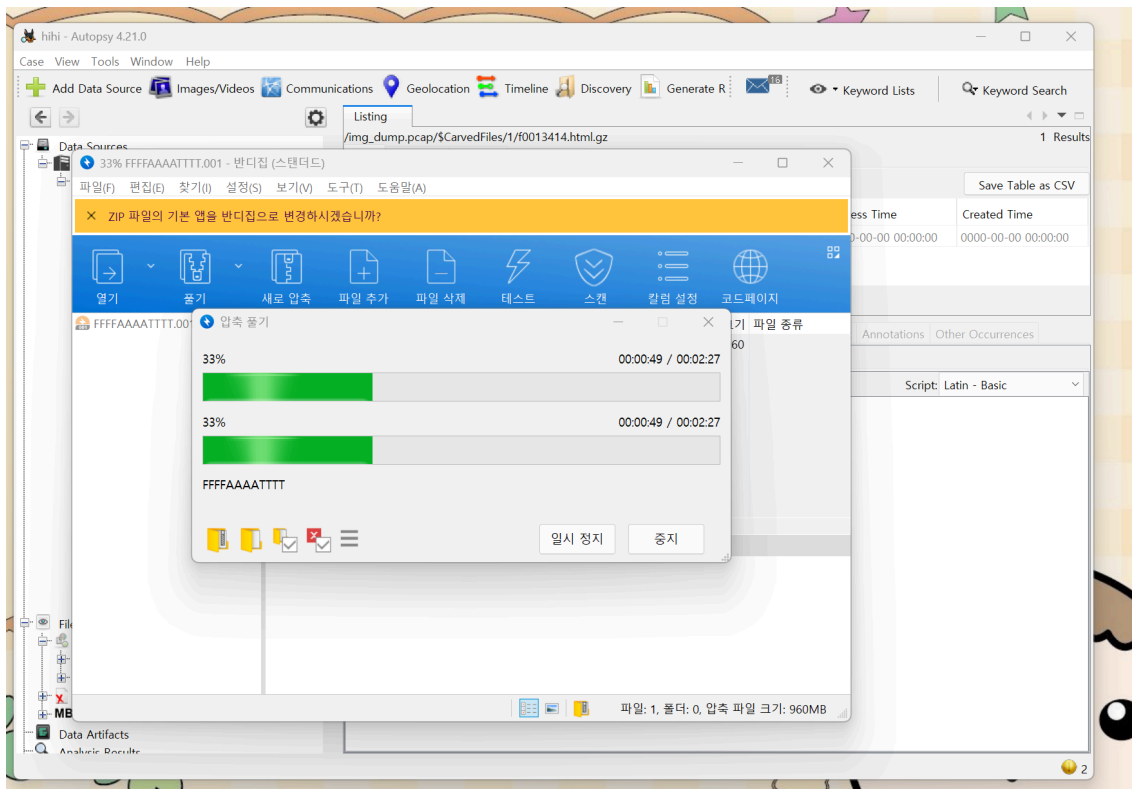 hihi - Autopsy 4.21.0
Case View Tools Window Help
Add Data Source Images/Videos Communications Geolocation Timeline Discovery Generate R 16 Keyword Lists Keyword Search
Listing
/img_dump.pcap/$CarvedFiles/1/f0013414.html.gz 1 Results
Data Sources
33% FFFFAAAATTTT.001 - 반디집 (스탠더드)
파일(F) 편집(E) 찾기(I) 설정(S) 보기(V) 도구(T) 도움말(A)
Save Table as CSV
ZIP 파일의 기본 앱을 반디집으로 변경하시겠습니까?
ess Time Created Time
0-00-00 00:00:00 0000-00-00 00:00:00
열기 풀기 새로 압축 파일 추가 파일 삭제 테스트 스캔 칼럼 설정 코드페이지
FFFFAAAATTTT.00
압축 풀기
파일 종류
Annotations Other Occurrences
60
33% 00:00:49 / 00:02:27
Script: Latin - Basic
33% 00:00:49 / 00:02:27
FFFFAAAATTTT
일시 정지 중지
File
MB
파일: 1, 폴더: 0, 압축 파일 크기: 960MB
Data Artifacts
Analysis Results
2